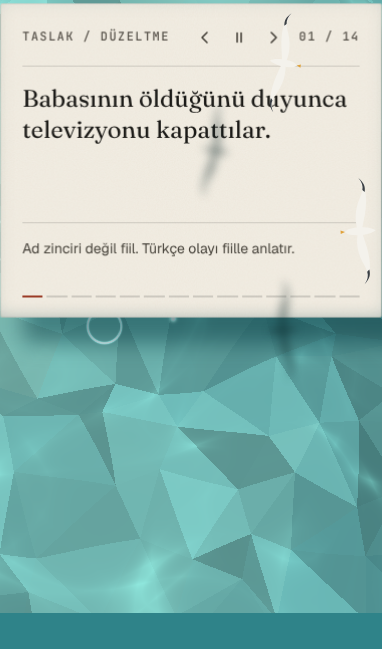 TASLAK / DÜZELTME
01 / 14
Babasının öldüğünü duyunca
televizyonu kapattılar.
Ad zinciri değil fiil. Türkçe olayı fiille anlatır.